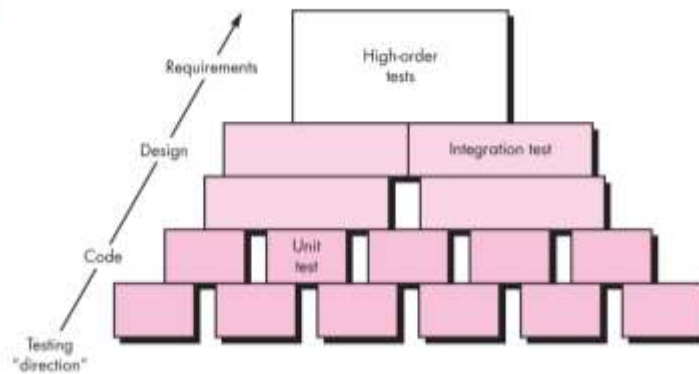 High-order
tests
Requirements
Design
Integration test
Unit
test
Code
Testing
"direction"